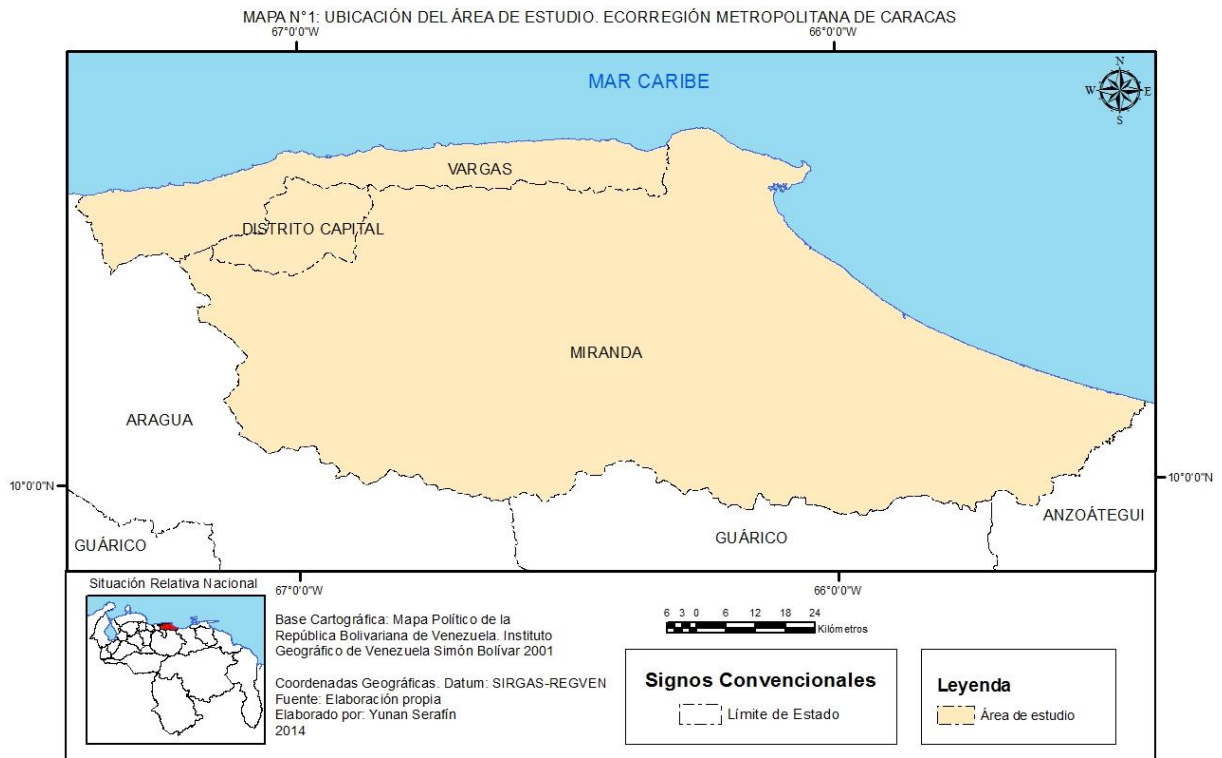 MAPA N°1: UBICACIÓN DEL ÁREA DE ESTUDIO. ECORREGIÓN METROPOLITANA DE CARACAS
67°0'0"W
66°0'0"W
MAR CARIBE
N
W
E
S
VARGAS
DISTRITO CAPITAL
MIRANDA
ARAGUA
10°0'0"N
10°0'0"N
ANZOÁTEGUI
GUÁRICO
GUÁRICO
67°0'0"W
66°0'0"W
Situación Relativa Nacional
Base Cartográfica: Mapa Político de la
República Bolivariana de Venezuela. Instituto
Geográfico de Venezuela Simón Bolívar 2001
Coordenadas Geográficas. Datum: SIRGAS-REGVEN
Fuente: Elaboración propia
Elaborado por: Yunan Serafín
2014
6 3 0 6 12 18 24
Kilómetros
Signos Convencionales
Límite de Estado
Leyenda
Área de estudio